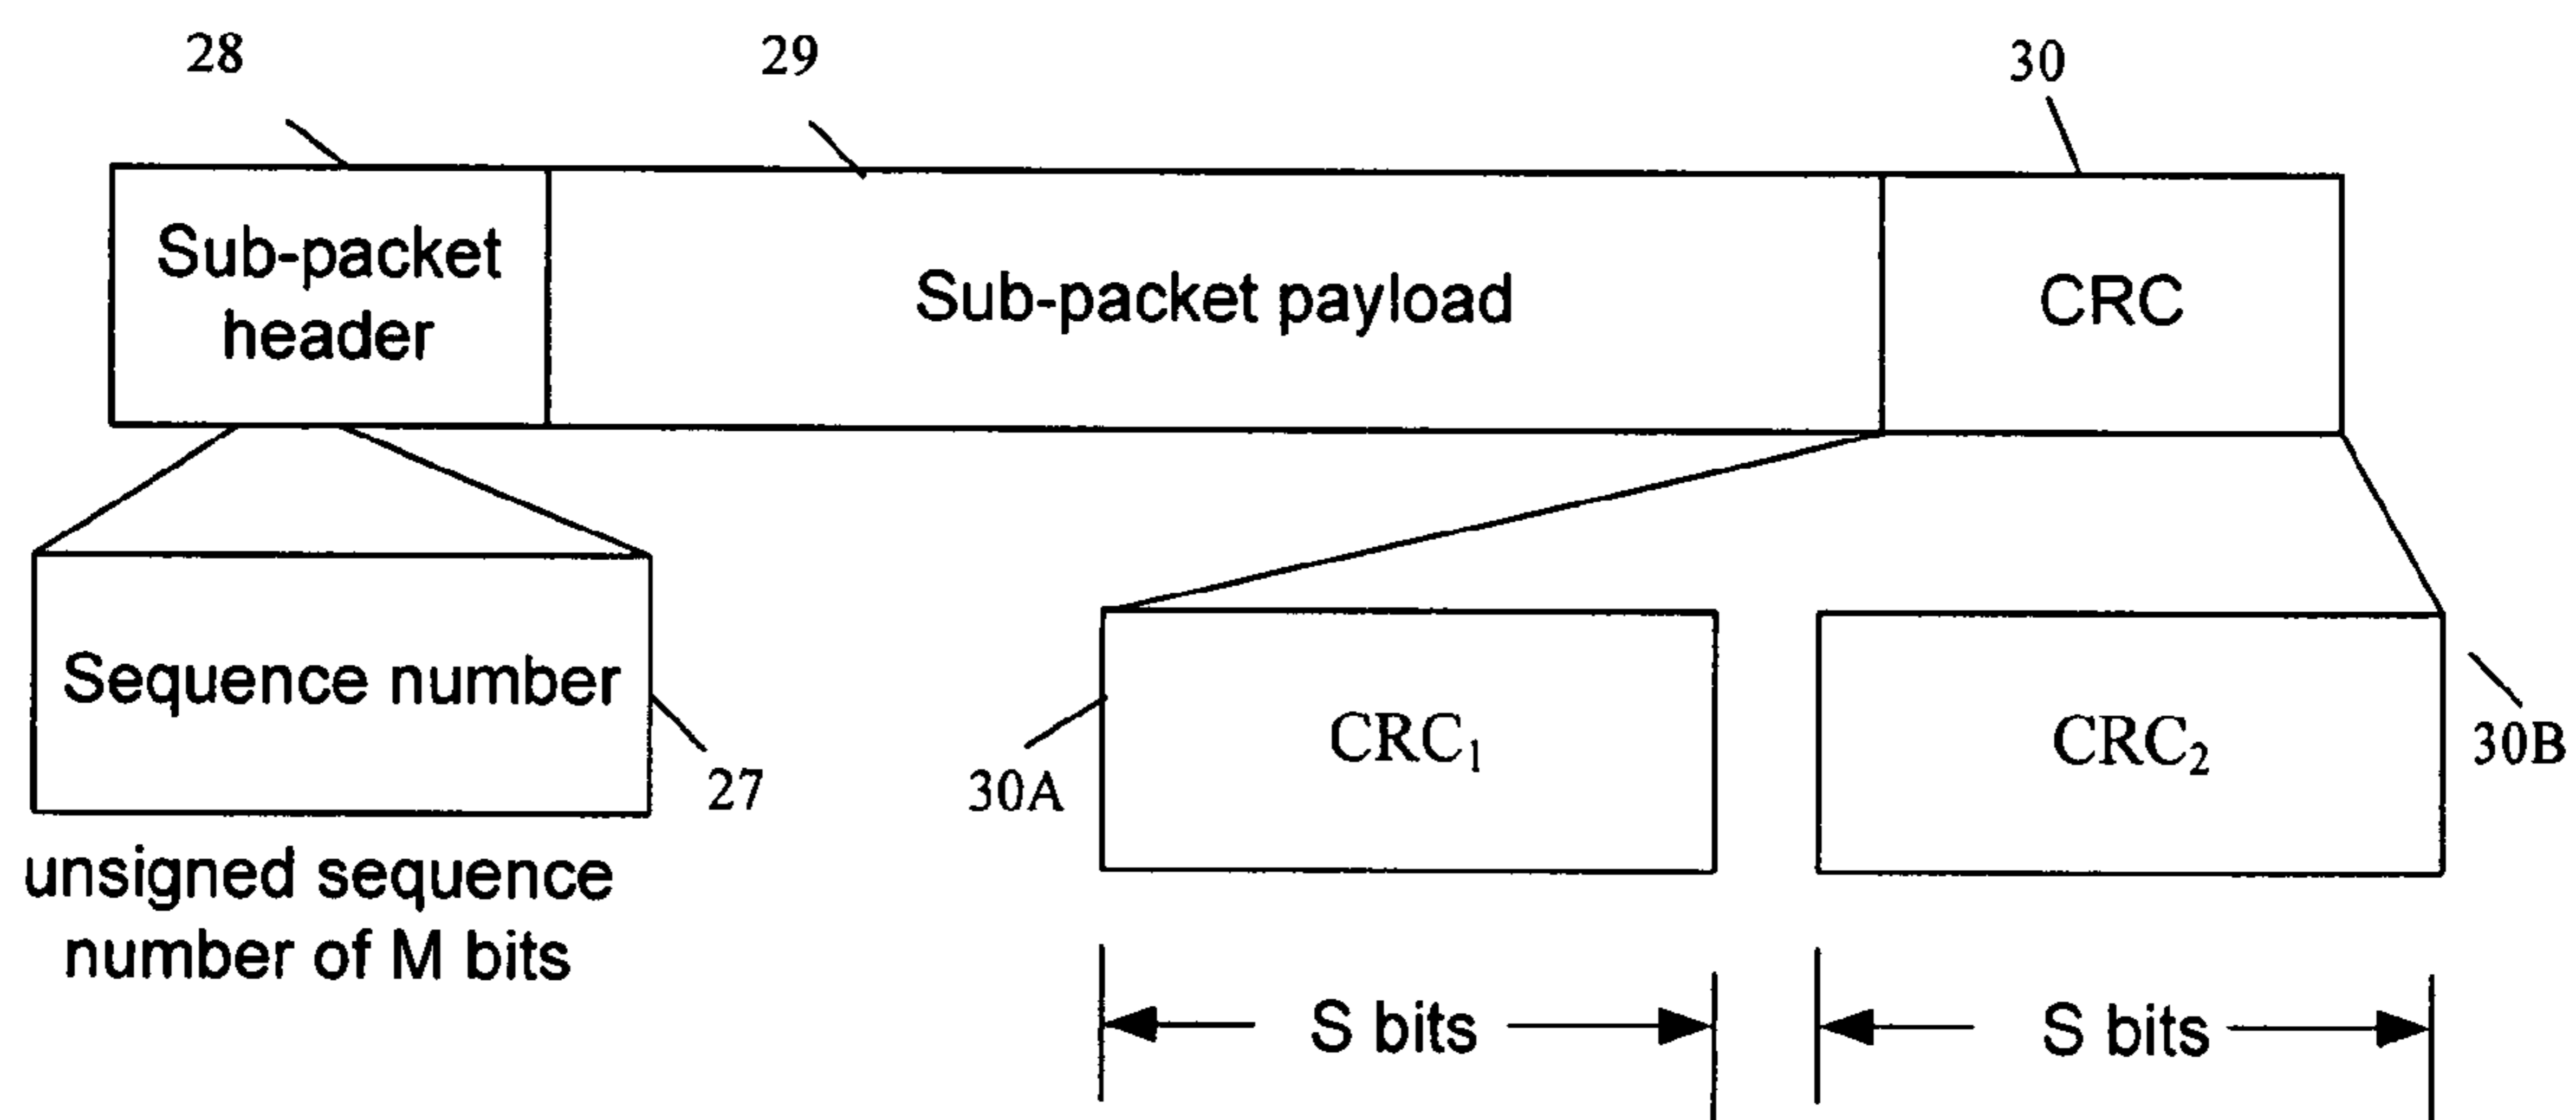 28
29
30
Sub-packet
header
Sub-packet payload
CRC
Sequence number
27
unsigned sequence
number of M bits
30A
CRC₁
CRC₂
30B
S bits
S bits